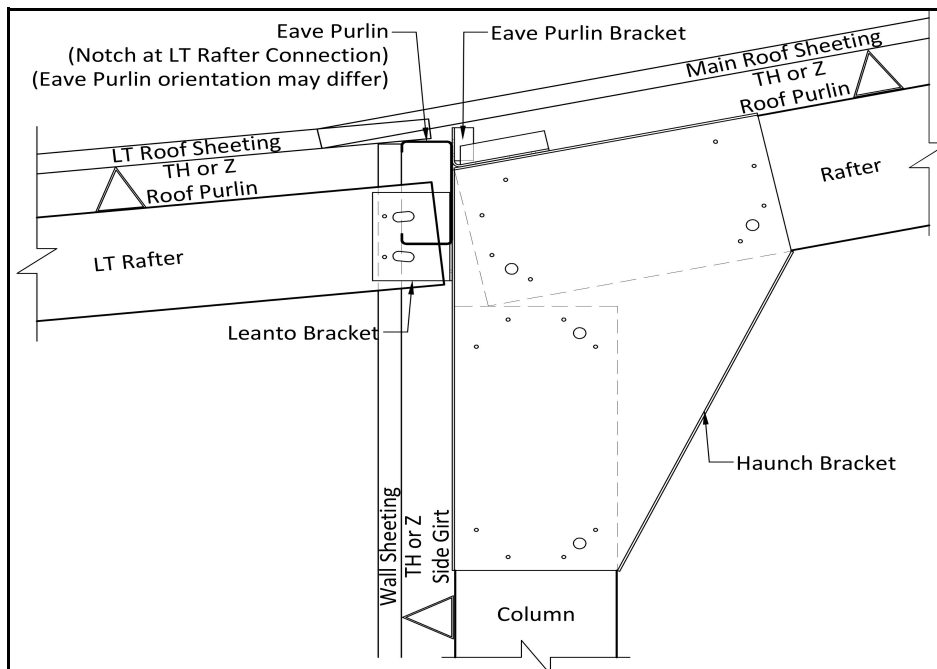 Eave Purlin
(Notch at LT Rafter Connection)
(Eave Purlin orientation may differ)
Eave Purlin Bracket
Main Roof Sheeting
TH or Z
Roof Purlin
LT Roof Sheeting
TH or Z
Roof Purlin
Rafter
LT Rafter
Leanto Bracket
Haunch Bracket
Wall Sheeting
TH or Z
Side Girt
Column